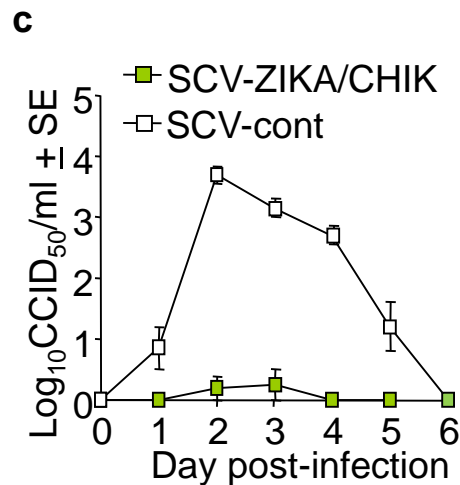 c
SCV-ZIKA/CHIK
SCV-cont
Log₁₀CCID₅₀/ml ± SE
5
4
3
2
1
0
0 1 2 3 4 5 6
Day post-infection